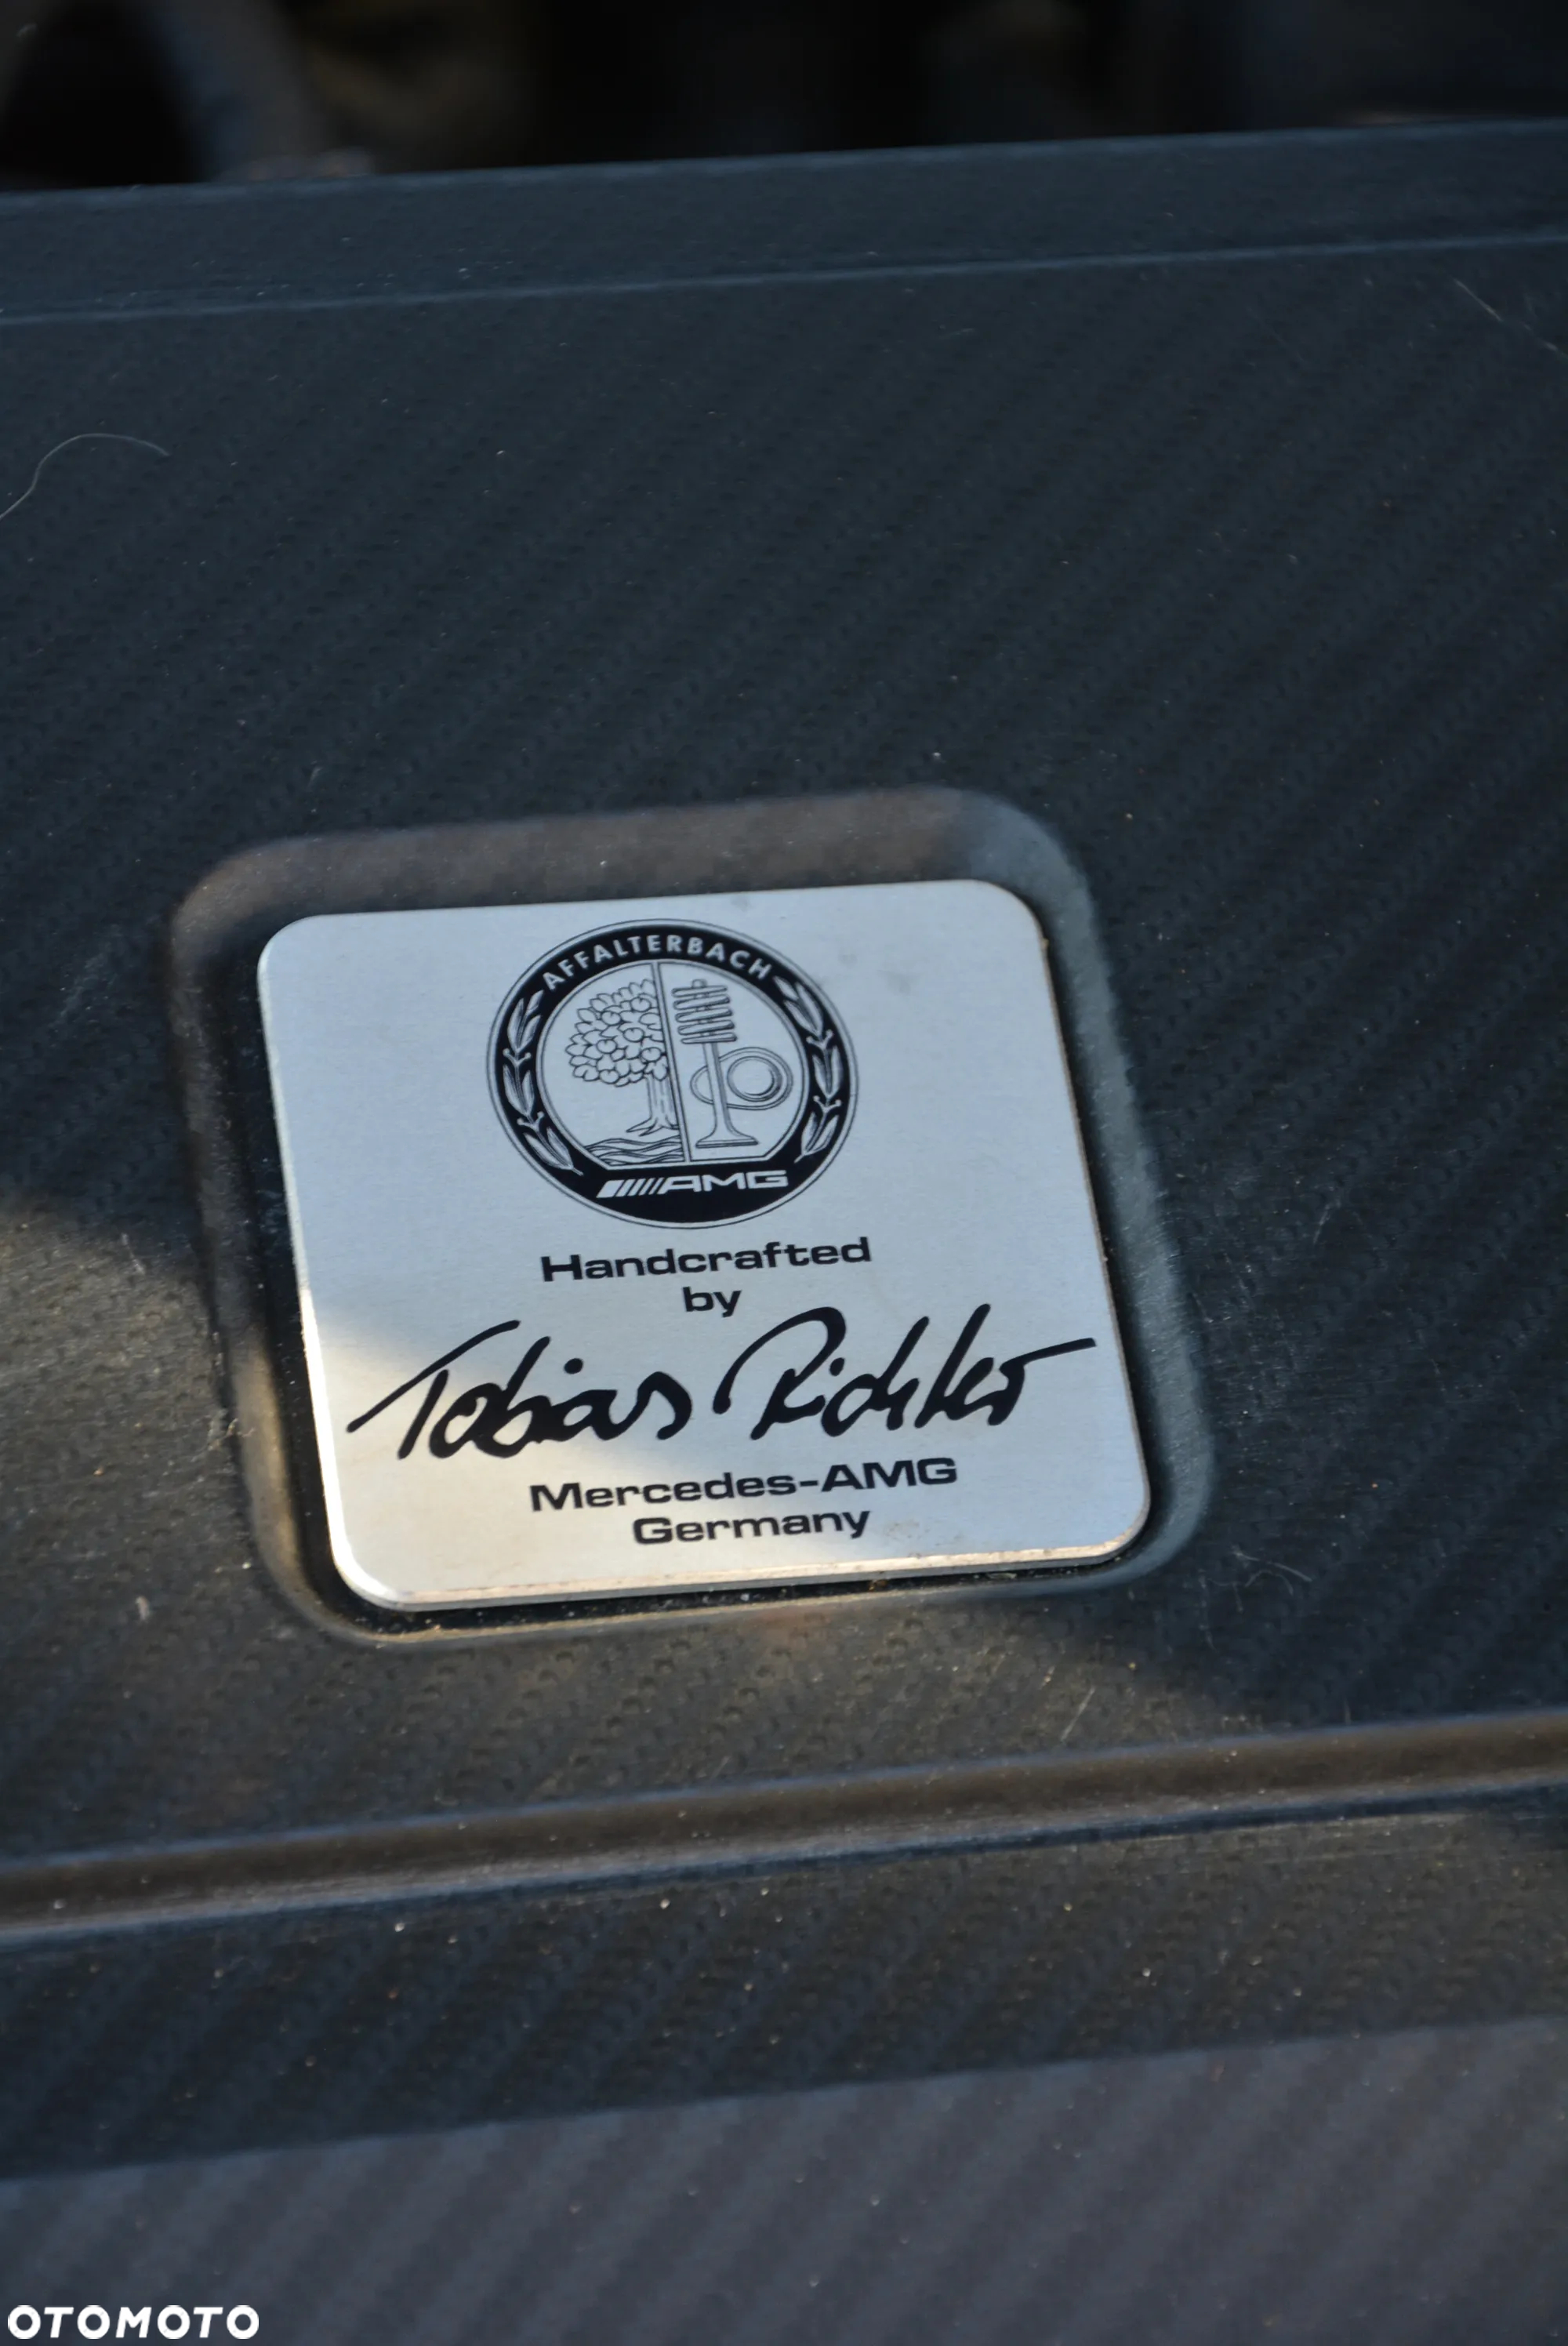 AFFALTERBACH
AMG
Handcrafted
by
Tobias Richter
Mercedes-AMG
Germany
OTOMOTO